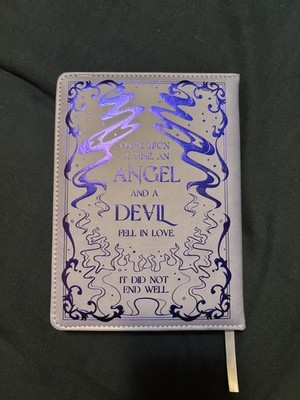 ONCE UPON
A TIME, AN
ANGEL
AND A
DEVIL
FELL IN LOVE.
IT DID NOT
END WELL.